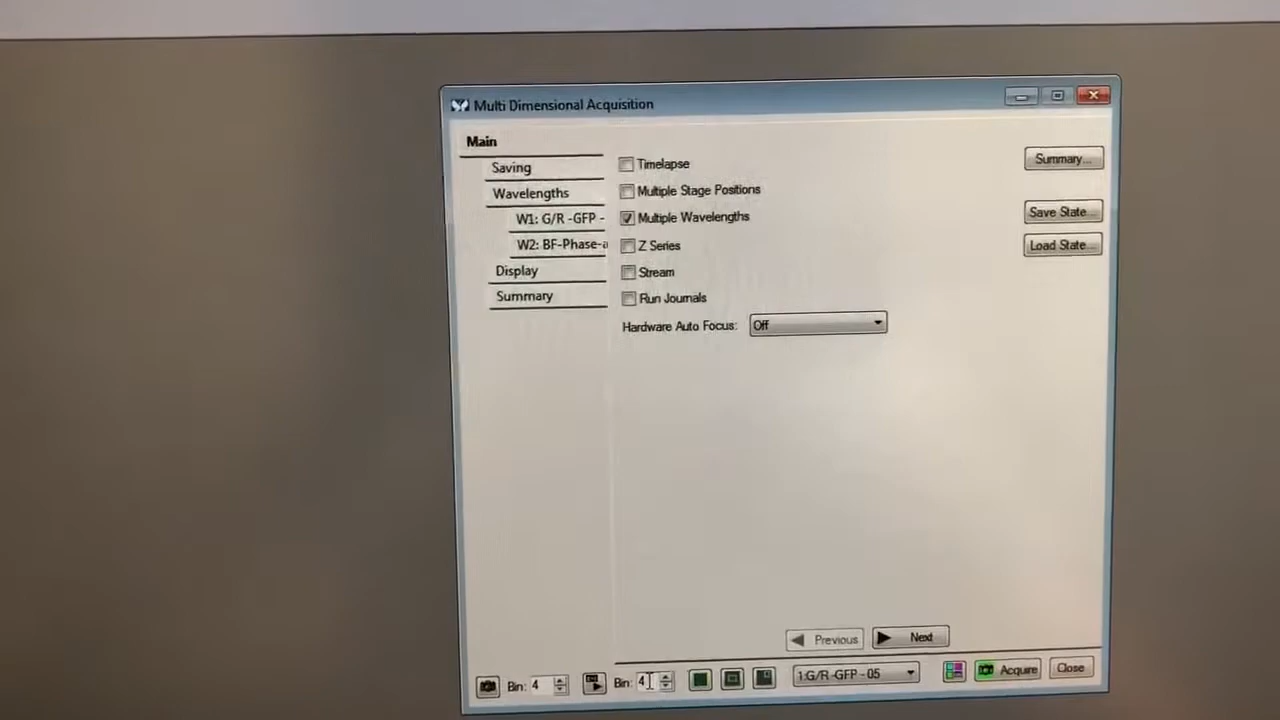 Multi Dimensional Acquisition
Main
Saving
Wavelengths
W1: G/R -GFP -
W2: BF-Phase-a
Display
Summary
Timelapse
Multiple Stage Positions
Multiple Wavelengths
Z Series
Stream
Run Journals
Hardware Auto Focus: Off
Summary...
Save State...
Load State...
Previous
Next
Bin: 4
Bin: 4
1:G/R -GFP - 05
Acquire
Close